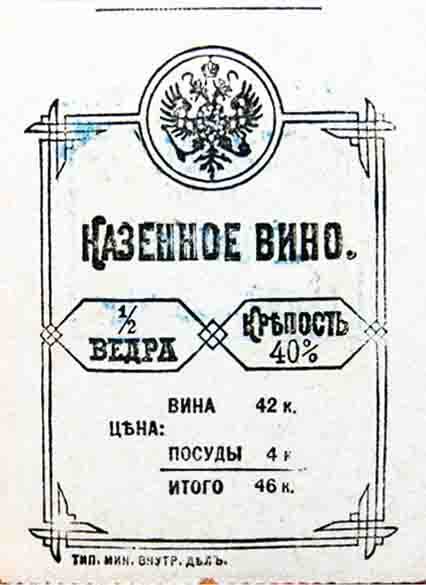 КАЗЕННОЕ ВИНО.
1/2 ВЕДРА
КРѢПОСТЬ 40%
ВИНА 42 к.
ЦѢНА:
ПОСУДЫ 4 к
ИТОГО 46 к.
ТИП. МИН. ВНУТР. ДѢЛЪ.